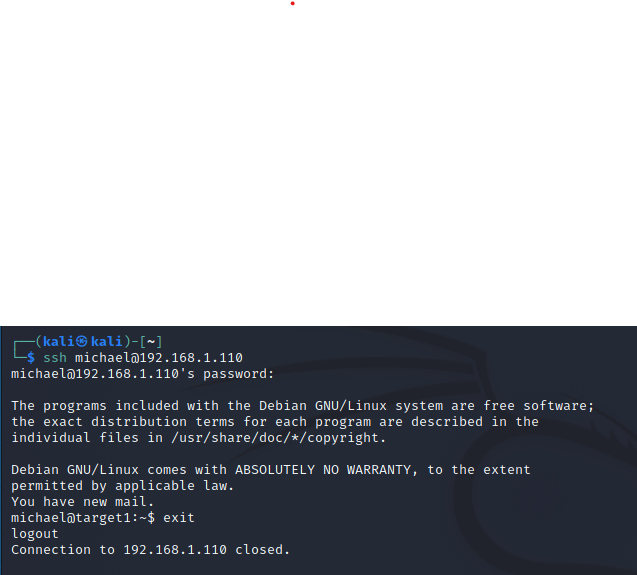 ┌──(kali㉿kali)-[~]
└─$ ssh michael@192.168.1.110
michael@192.168.1.110's password:
The programs included with the Debian GNU/Linux system are free software;
the exact distribution terms for each program are described in the
individual files in /usr/share/doc/*/copyright.
Debian GNU/Linux comes with ABSOLUTELY NO WARRANTY, to the extent
permitted by applicable law.
You have new mail.
michael@target1:~$ exit
logout
Connection to 192.168.1.110 closed.